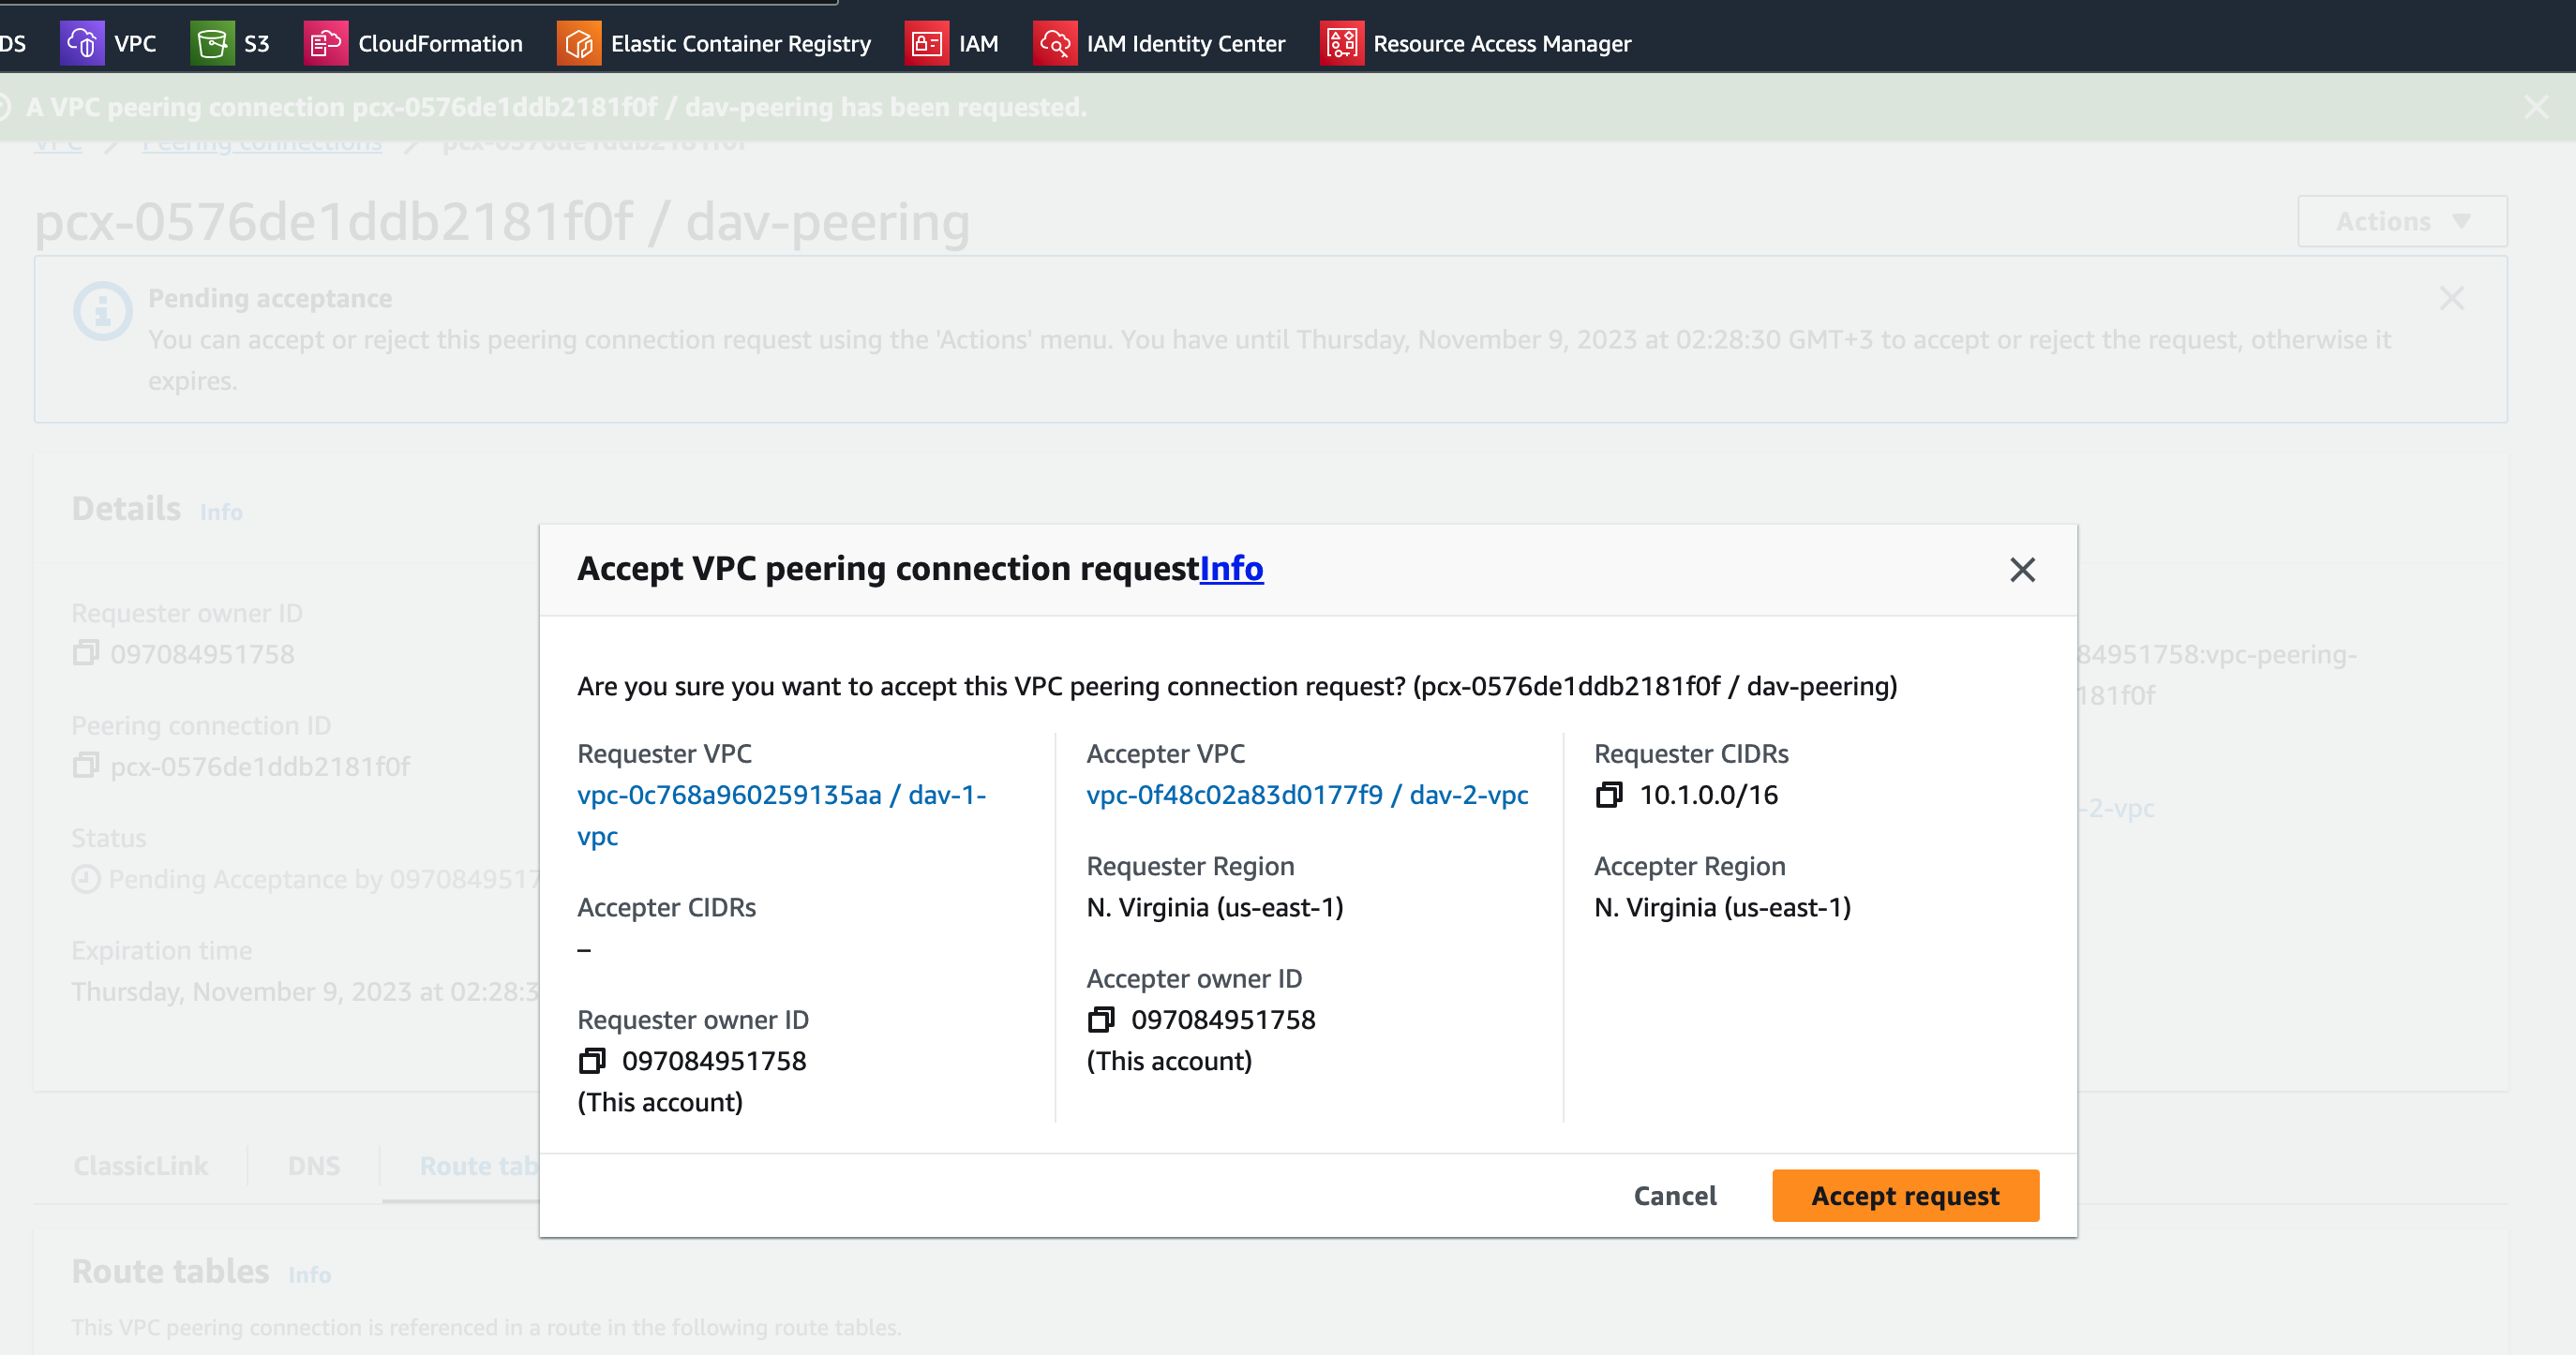 DS VPC S3 CloudFormation Elastic Container Registry IAM IAM Identity Center Resource Access Manager
A VPC peering connection pcx-0576de1ddb2181f0f / dav-peering has been requested.
VPC Peering connections pcx-0576de1ddb2181f0f
pcx-0576de1ddb2181f0f / dav-peering
Actions
Pending acceptance
You can accept or reject this peering connection request using the 'Actions' menu. You have until Thursday, November 9, 2023 at 02:28:30 GMT+3 to accept or reject the request, otherwise it
expires.
Details Info
Requester owner ID
097084951758
Peering connection ID
pcx-0576de1ddb2181f0f
Status
Pending Acceptance by 0970849517
Expiration time
Thursday, November 9, 2023 at 02:28:3
84951758:vpc-peering-
181f0f
-2-vpc
Accept VPC peering connection requestInfo
Are you sure you want to accept this VPC peering connection request? (pcx-0576de1ddb2181f0f / dav-peering)
Requester VPC
vpc-0c768a960259135aa / dav-1-
vpc
Accepter CIDRs
–
Requester owner ID
097084951758
(This account)
Accepter VPC
vpc-0f48c02a83d0177f9 / dav-2-vpc
Requester Region
N. Virginia (us-east-1)
Accepter owner ID
097084951758
(This account)
Requester CIDRs
10.1.0.0/16
Accepter Region
N. Virginia (us-east-1)
Cancel Accept request
ClassicLink DNS Route tab
Route tables Info
This VPC peering connection is referenced in a route in the following route tables.